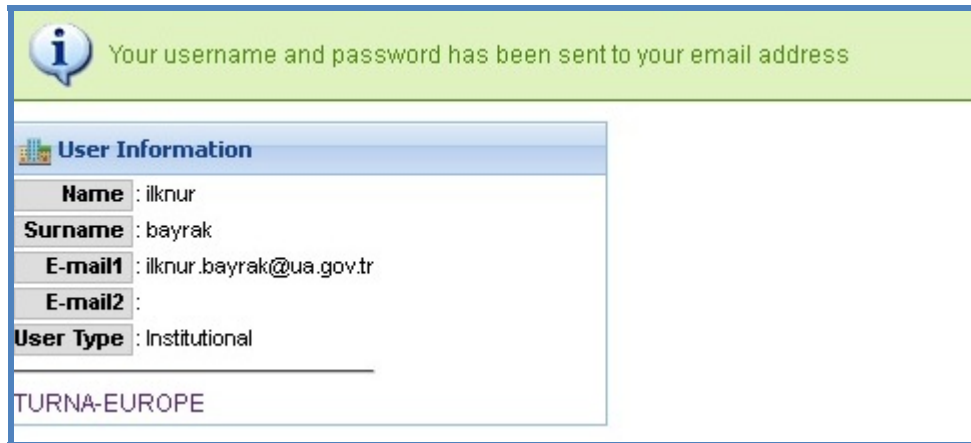 Your username and password has been sent to your email address
User Information
Name : ilknur
Surname : bayrak
E-mail1 : ilknur.bayrak@ua.gov.tr
E-mail2 :
User Type : Institutional
TURNA-EUROPE